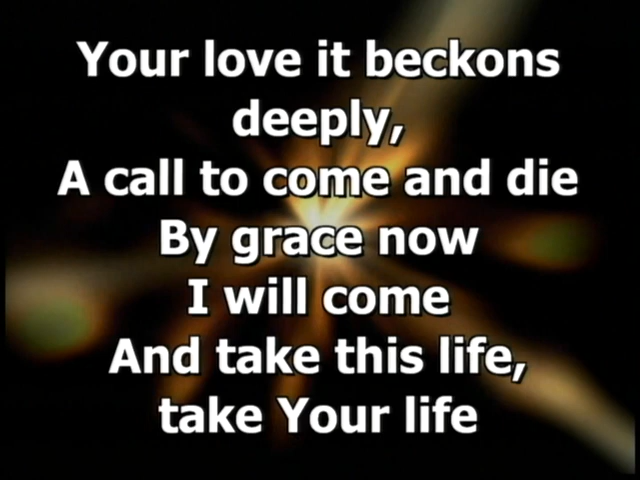 Your love it beckons
deeply,
A call to come and die
By grace now
I will come
And take this life,
take Your life